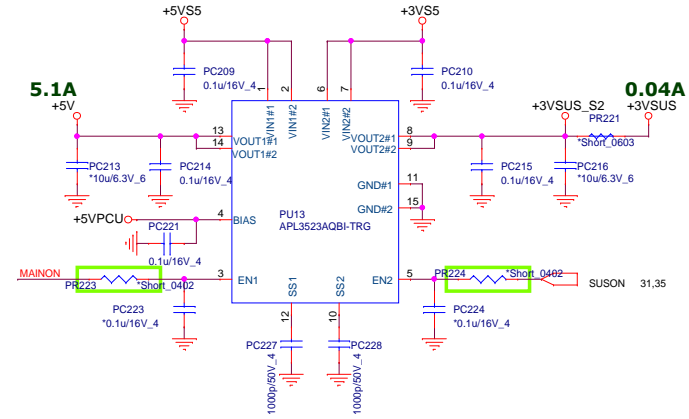 +5VS5
+3VS5
PC209
0.1u/16V_4
PC210
0.1u/16V_4
5.1A
+5V
0.04A
+3VSUS_S2
+3VSUS
PR221
*Short_0603
1
2
6
7
VIN1#1
VIN1#2
VIN2#1
VIN2#2
13
VOUT1#1
14
VOUT1#2
8
VOUT2#1
9
VOUT2#2
PC213
*10u/6.3V_6
PC214
0.1u/16V_4
PC215
0.1u/16V_4
PC216
*10u/6.3V_6
GND#1
11
GND#2
15
+5VPCU
4
BIAS
PU13
APL3523AQBI-TRG
PC221
0.1u/16V_4
MAINON
PR223
*Short_0402
3
EN1
EN2
5
PR224
*Short_0402
SUSON
31,35
SS1
SS2
12
10
PC223
*0.1u/16V_4
PC224
*0.1u/16V_4
PC227
1000p/50V_4
PC228
1000p/50V_4